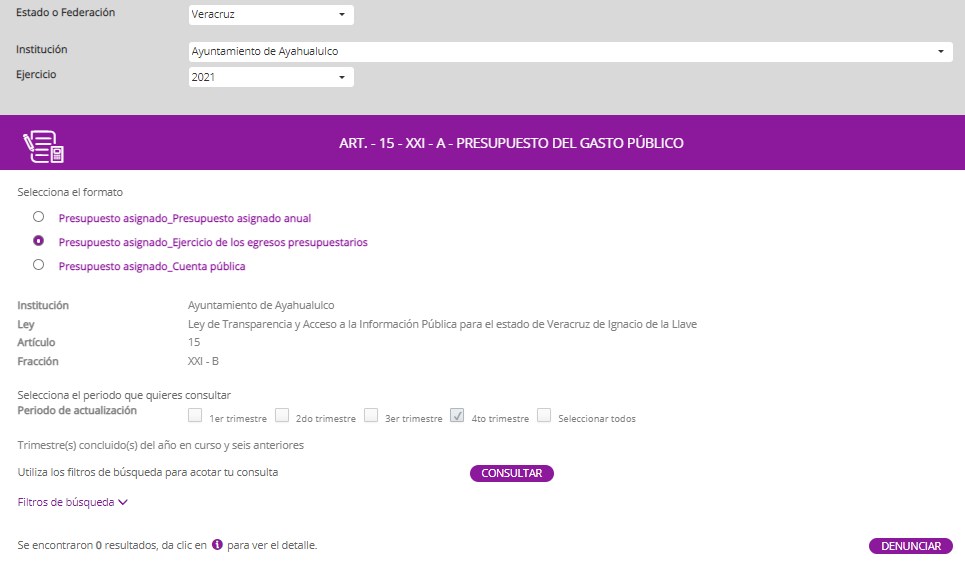 Estado o Federación
Veracruz
Institución
Ayuntamiento de Ayahualulco
Ejercicio
2021
ART. - 15 - XXI - A - PRESUPUESTO DEL GASTO PÚBLICO
Selecciona el formato
Presupuesto asignado_Presupuesto asignado anual
Presupuesto asignado_Ejercicio de los egresos presupuestarios
Presupuesto asignado_Cuenta pública
Institución Ayuntamiento de Ayahualulco
Ley Ley de Transparencia y Acceso a la Información Pública para el estado de Veracruz de Ignacio de la Llave
Artículo 15
Fracción XXI - B
Selecciona el periodo que quieres consultar
Periodo de actualización 1er trimestre 2do trimestre 3er trimestre 4to trimestre Seleccionar todos
Trimestre(s) concluido(s) del año en curso y seis anteriores
Utiliza los filtros de búsqueda para acotar tu consulta CONSULTAR
Filtros de búsqueda
Se encontraron 0 resultados, da clic en i para ver el detalle. DENUNCIAR